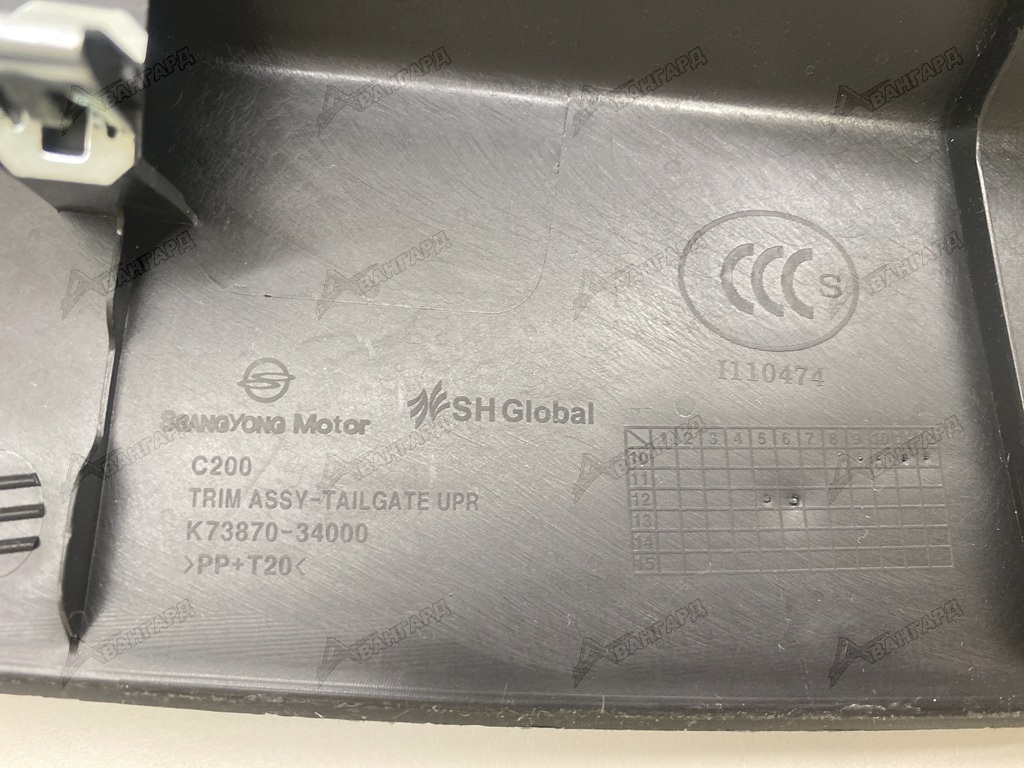 CCC S
I110474
SSANGYONG Motor
SH Global
C200
TRIM ASSY-TAILGATE UPR
K73870-34000
>PP+T20<
1 2 3 4 5 6 7 8 9 10
10
11
12
13
14
15
АВАНГАРД